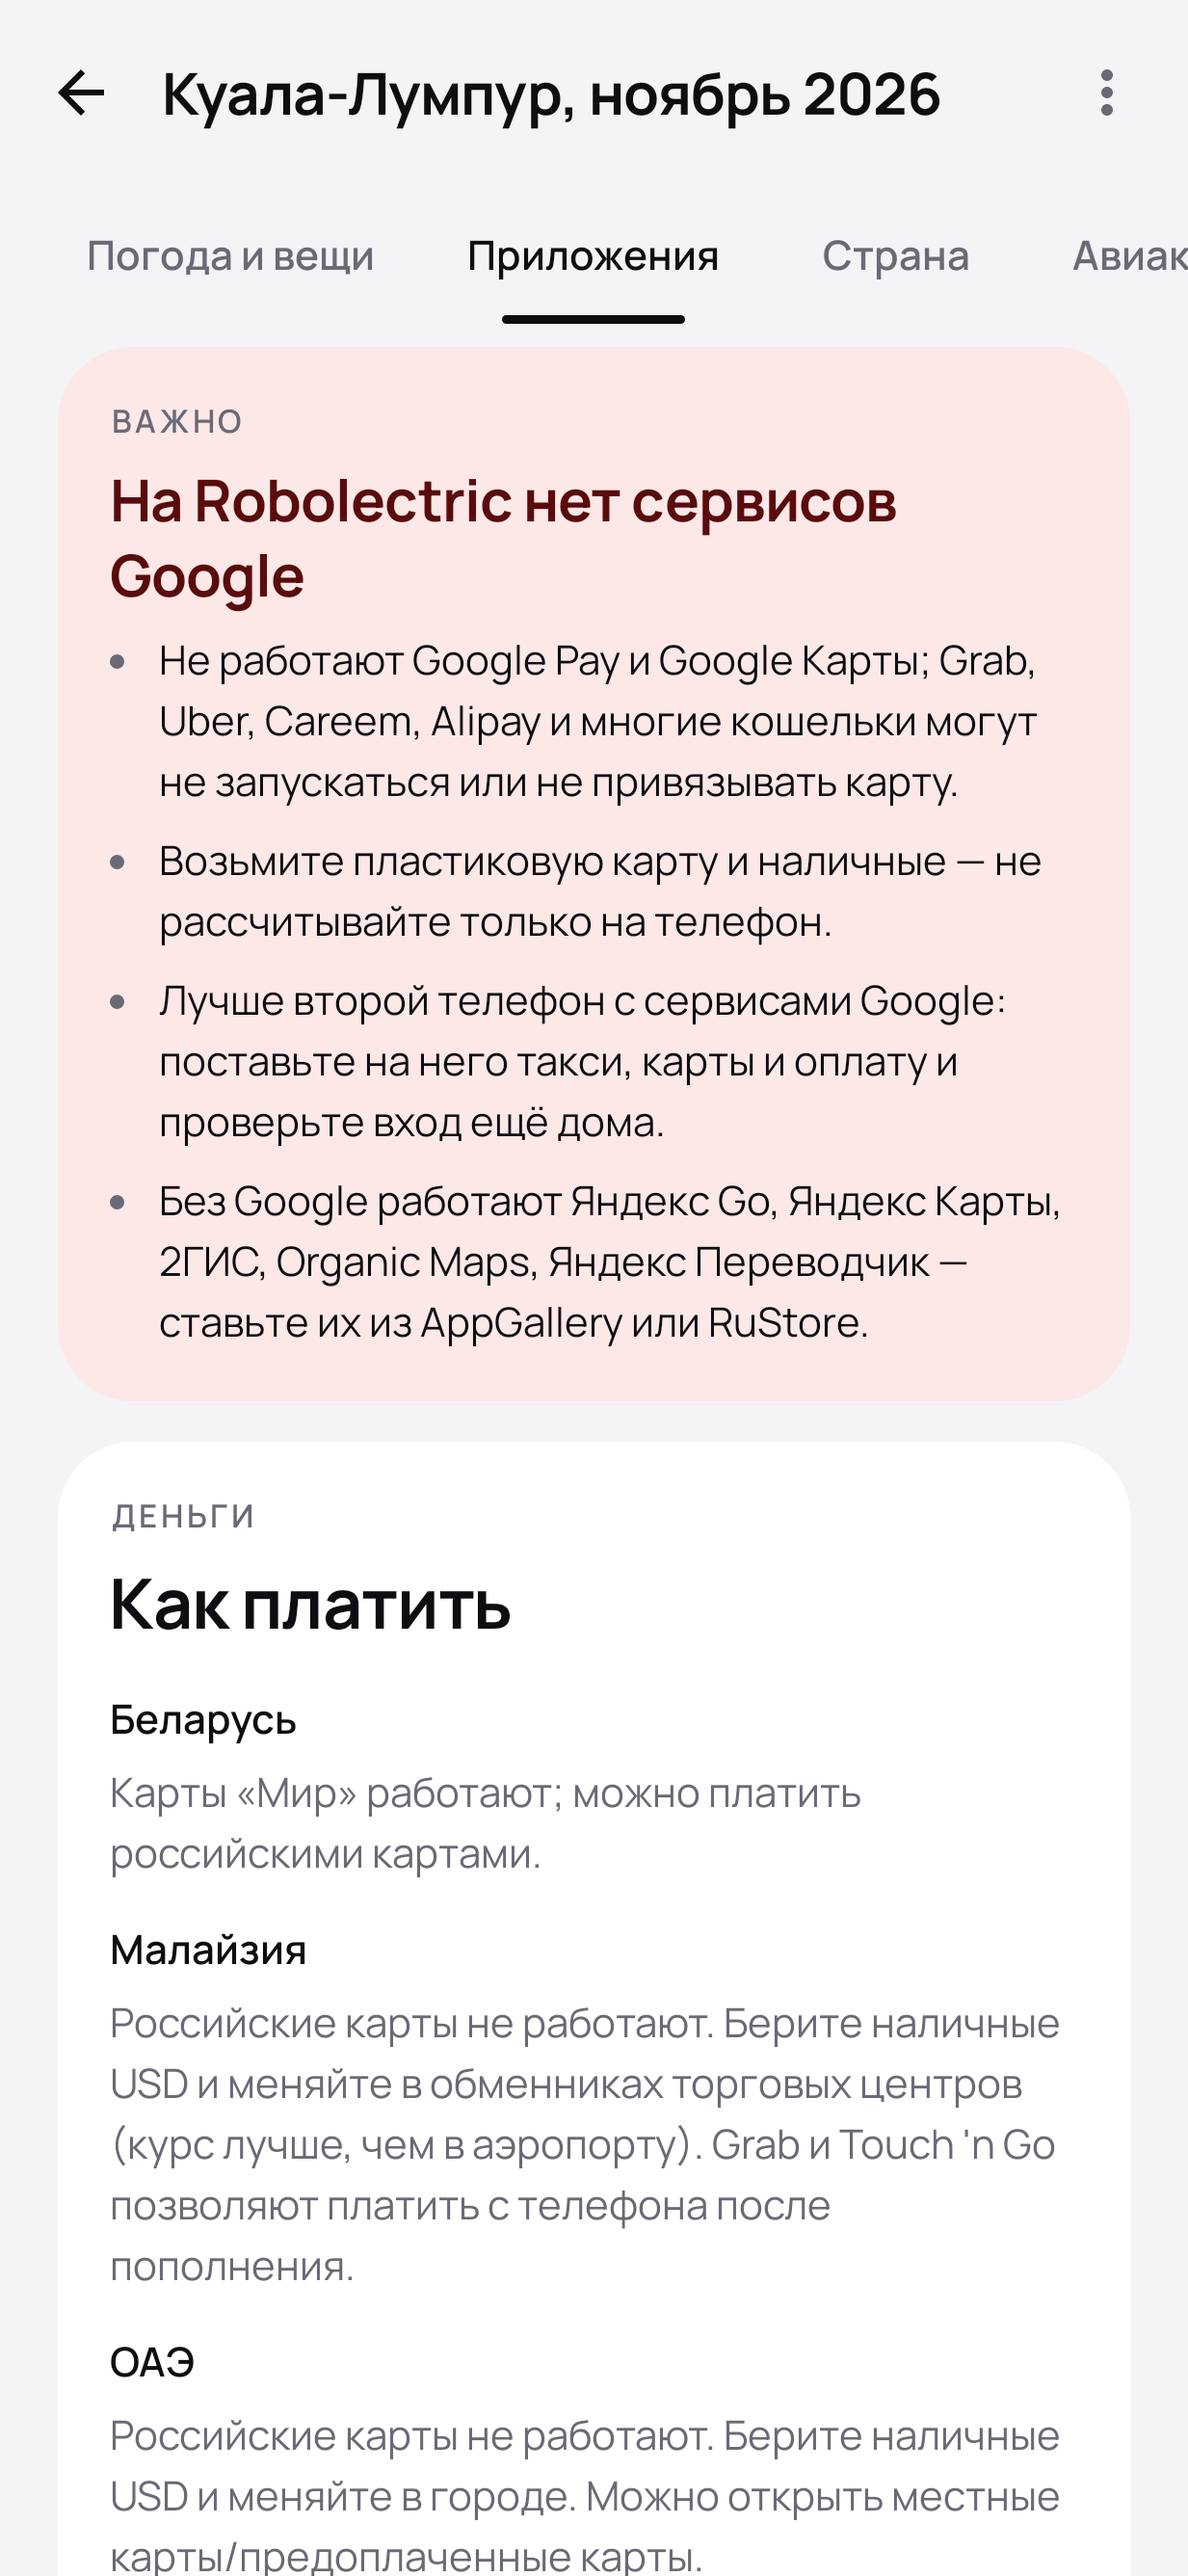 Куала-Лумпур, ноябрь 2026
Погода и вещи Приложения Страна Авиак
ВАЖНО
На Robolectric нет сервисов
Google
Не работают Google Pay и Google Карты; Grab,
Uber, Careem, Alipay и многие кошельки могут
не запускаться или не привязывать карту.
Возьмите пластиковую карту и наличные — не
рассчитывайте только на телефон.
Лучше второй телефон с сервисами Google:
поставьте на него такси, карты и оплату и
проверьте вход ещё дома.
Без Google работают Яндекс Go, Яндекс Карты,
2ГИС, Organic Maps, Яндекс Переводчик —
ставьте их из AppGallery или RuStore.
ДЕНЬГИ
Как платить
Беларусь
Карты «Мир» работают; можно платить
российскими картами.
Малайзия
Российские карты не работают. Берите наличные
USD и меняйте в обменниках торговых центров
(курс лучше, чем в аэропорту). Grab и Touch 'n Go
позволяют платить с телефона после
пополнения.
ОАЭ
Российские карты не работают. Берите наличные
USD и меняйте в городе. Можно открыть местные
карты/предоплаченные карты.